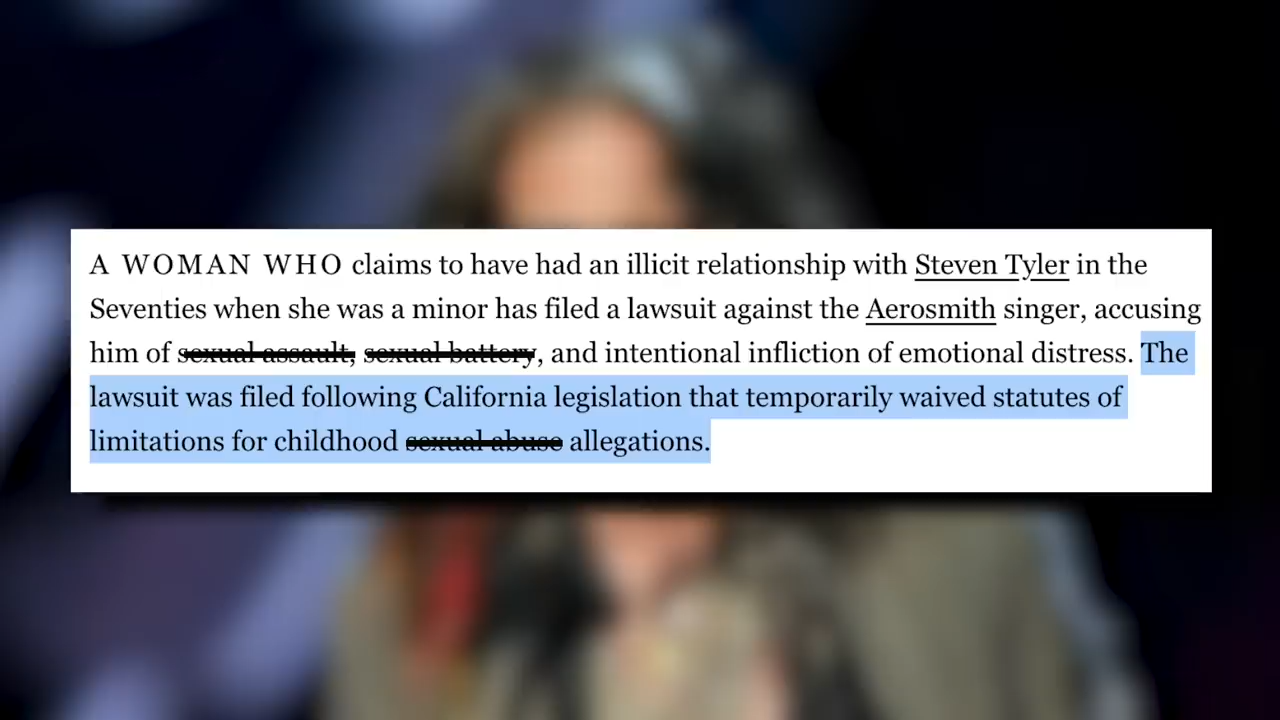 A WOMAN WHO claims to have had an illicit relationship with Steven Tyler in the
Seventies when she was a minor has filed a lawsuit against the Aerosmith singer, accusing
him of sexual assault, sexual battery, and intentional infliction of emotional distress. The
lawsuit was filed following California legislation that temporarily waived statutes of
limitations for childhood sexual abuse allegations.